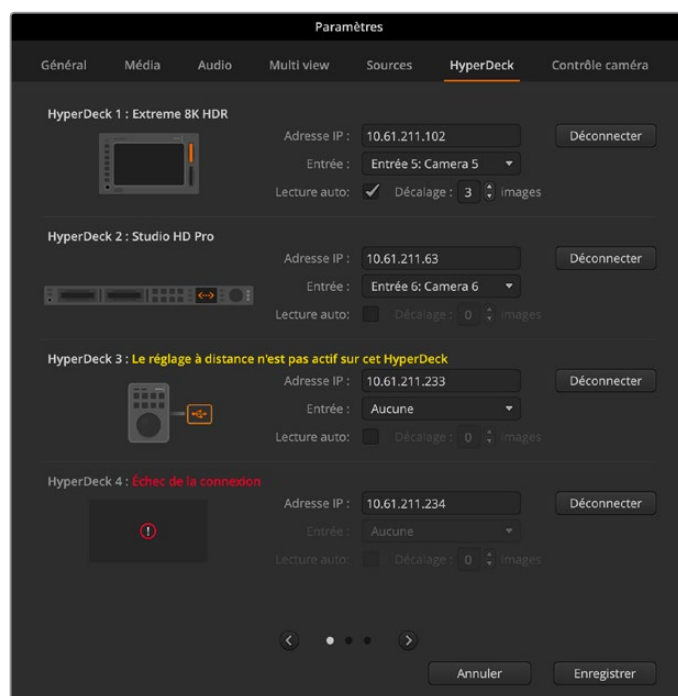 Paramètres
Général Média Audio Multi view Sources HyperDeck Contrôle caméra
HyperDeck 1 : Extreme 8K HDR
Adresse IP : 10.61.211.102 Déconnecter
Entrée : Entrée 5: Camera 5
Lecture auto: Décalage : 3 images
HyperDeck 2 : Studio HD Pro
Adresse IP : 10.61.211.63 Déconnecter
Entrée : Entrée 6: Camera 6
Lecture auto: Décalage : 0 images
HyperDeck 3 : Le réglage à distance n'est pas actif sur cet HyperDeck
Adresse IP : 10.61.211.233 Déconnecter
Entrée : Aucune
Lecture auto: Décalage : 0 images
HyperDeck 4 : Échec de la connexion
Adresse IP : 10.61.211.234 Déconnecter
Entrée : Aucune
Lecture auto: Décalage : 0 images
Annuler Enregistrer